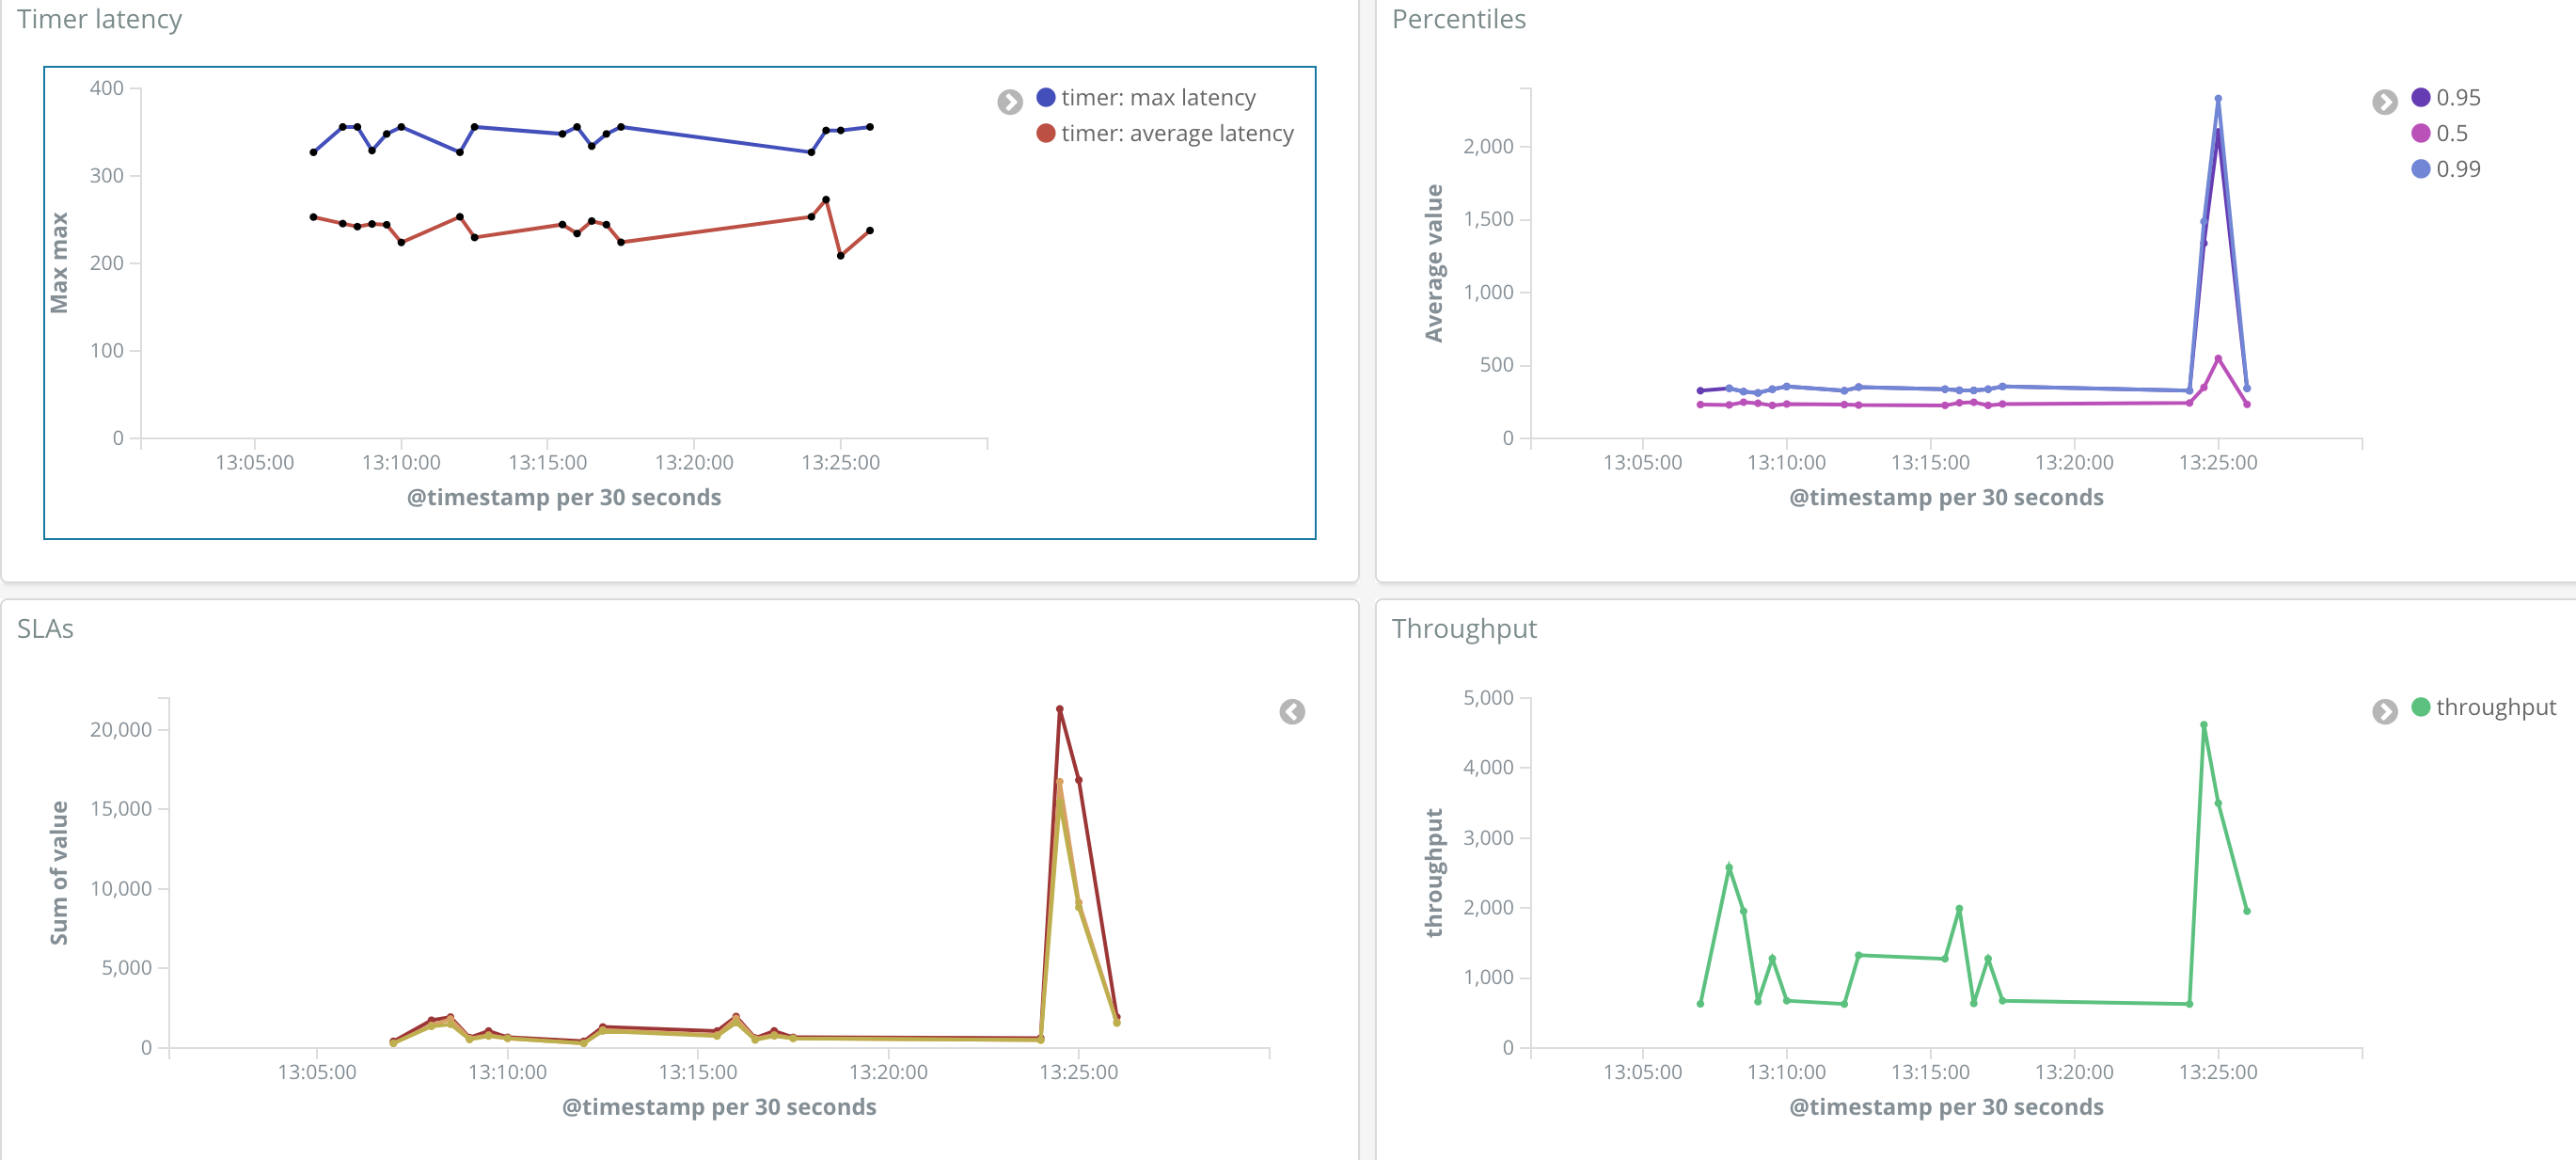 Timer latency
400
300
200
100
0
Max max
13:05:00 13:10:00 13:15:00 13:20:00 13:25:00
@timestamp per 30 seconds
timer: max latency
timer: average latency
Percentiles
2,000
1,500
1,000
500
0
Average value
13:05:00 13:10:00 13:15:00 13:20:00 13:25:00
@timestamp per 30 seconds
0.95
0.5
0.99
SLAs
20,000
15,000
10,000
5,000
0
Sum of value
13:05:00 13:10:00 13:15:00 13:20:00 13:25:00
@timestamp per 30 seconds
Throughput
5,000
4,000
3,000
2,000
1,000
0
throughput
13:05:00 13:10:00 13:15:00 13:20:00 13:25:00
@timestamp per 30 seconds
throughput